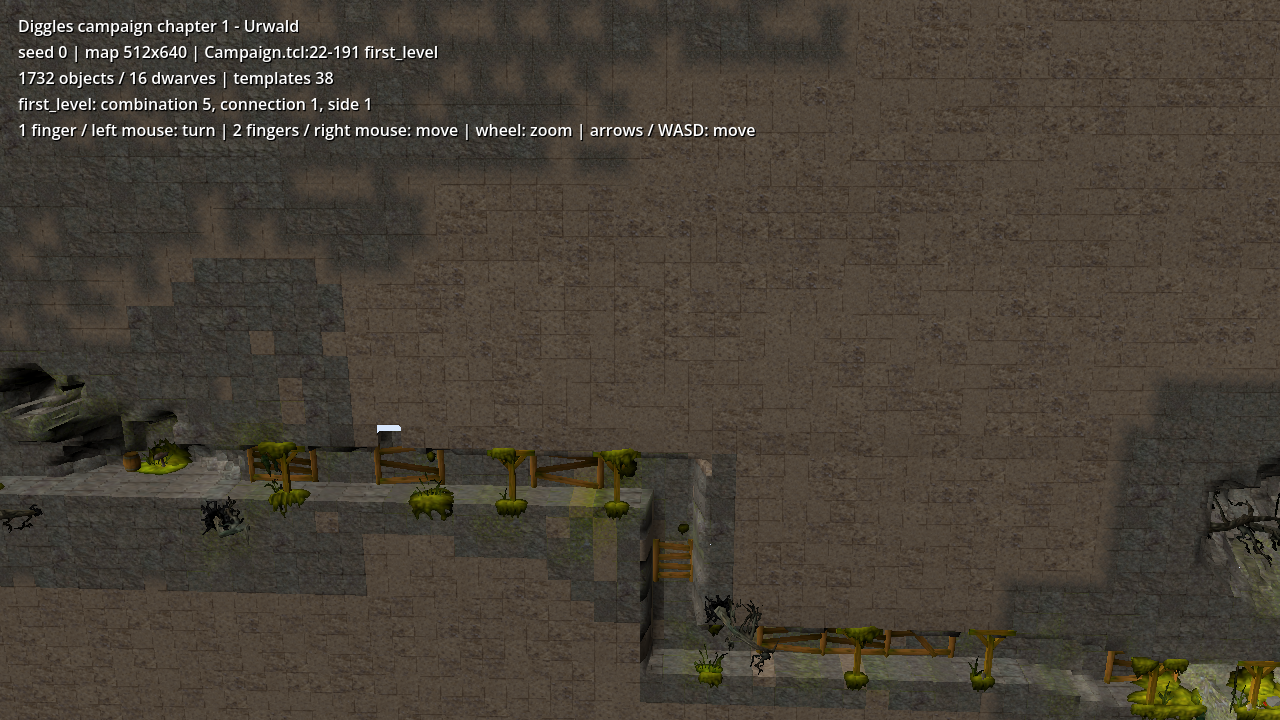 Diggles campaign chapter 1 - Urwald
seed 0 | map 512x640 | Campaign.tcl:22-191 first_level
1732 objects / 16 dwarves | templates 38
first_level: combination 5, connection 1, side 1
1 finger / left mouse: turn | 2 fingers / right mouse: move | wheel: zoom | arrows / WASD: move